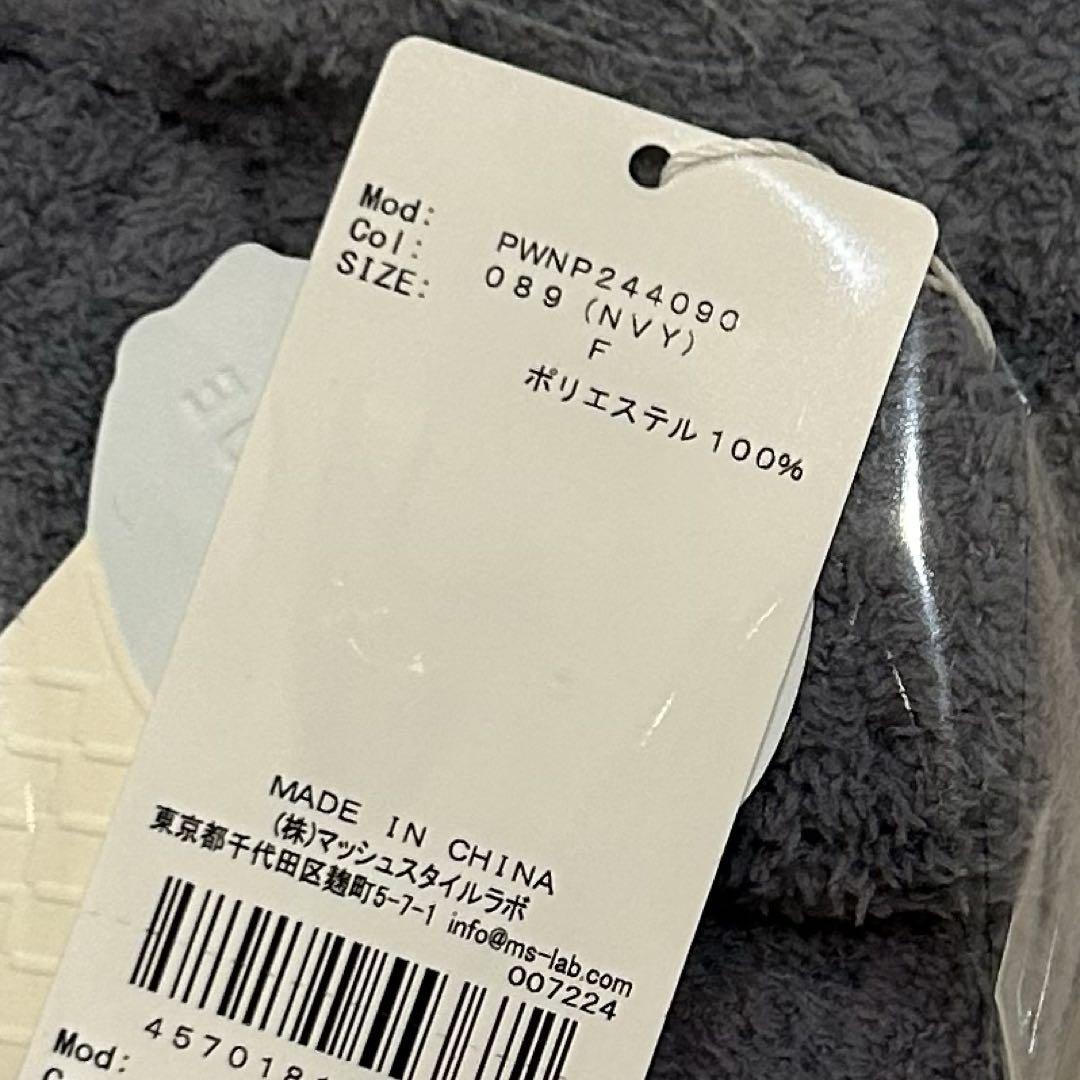 Mod: PWNP244090
Col: 089 (NVY)
SIZE: F
ポリエステル 100%
MADE IN CHINA
(株)マッシュスタイルラボ
東京都千代田区麹町5-7-1 info@ms-lab.com
007224
Mod: